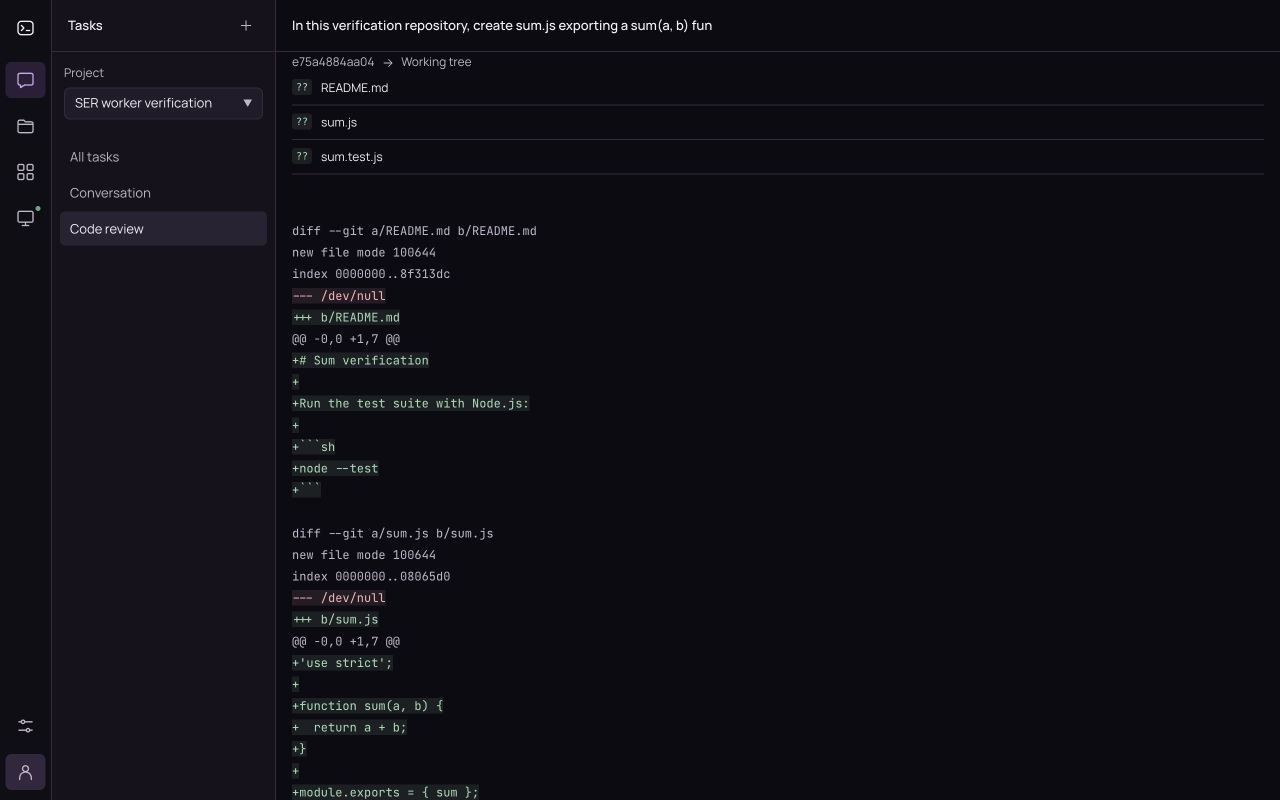 Tasks
+
In this verification repository, create sum.js exporting a sum(a, b) fun
Project
SER worker verification
All tasks
Conversation
Code review
e75a4884aa04 → Working tree
?? README.md
?? sum.js
?? sum.test.js
diff --git a/README.md b/README.md
new file mode 100644
index 0000000..8f313dc
--- /dev/null
+++ b/README.md
@@ -0,0 +1,7 @@
+# Sum verification
+
+Run the test suite with Node.js:
+
+```sh
+node --test
+```
diff --git a/sum.js b/sum.js
new file mode 100644
index 0000000..08065d0
--- /dev/null
+++ b/sum.js
@@ -0,0 +1,7 @@
+'use strict';
+
+function sum(a, b) {
+  return a + b;
+}
+
+module.exports = { sum };